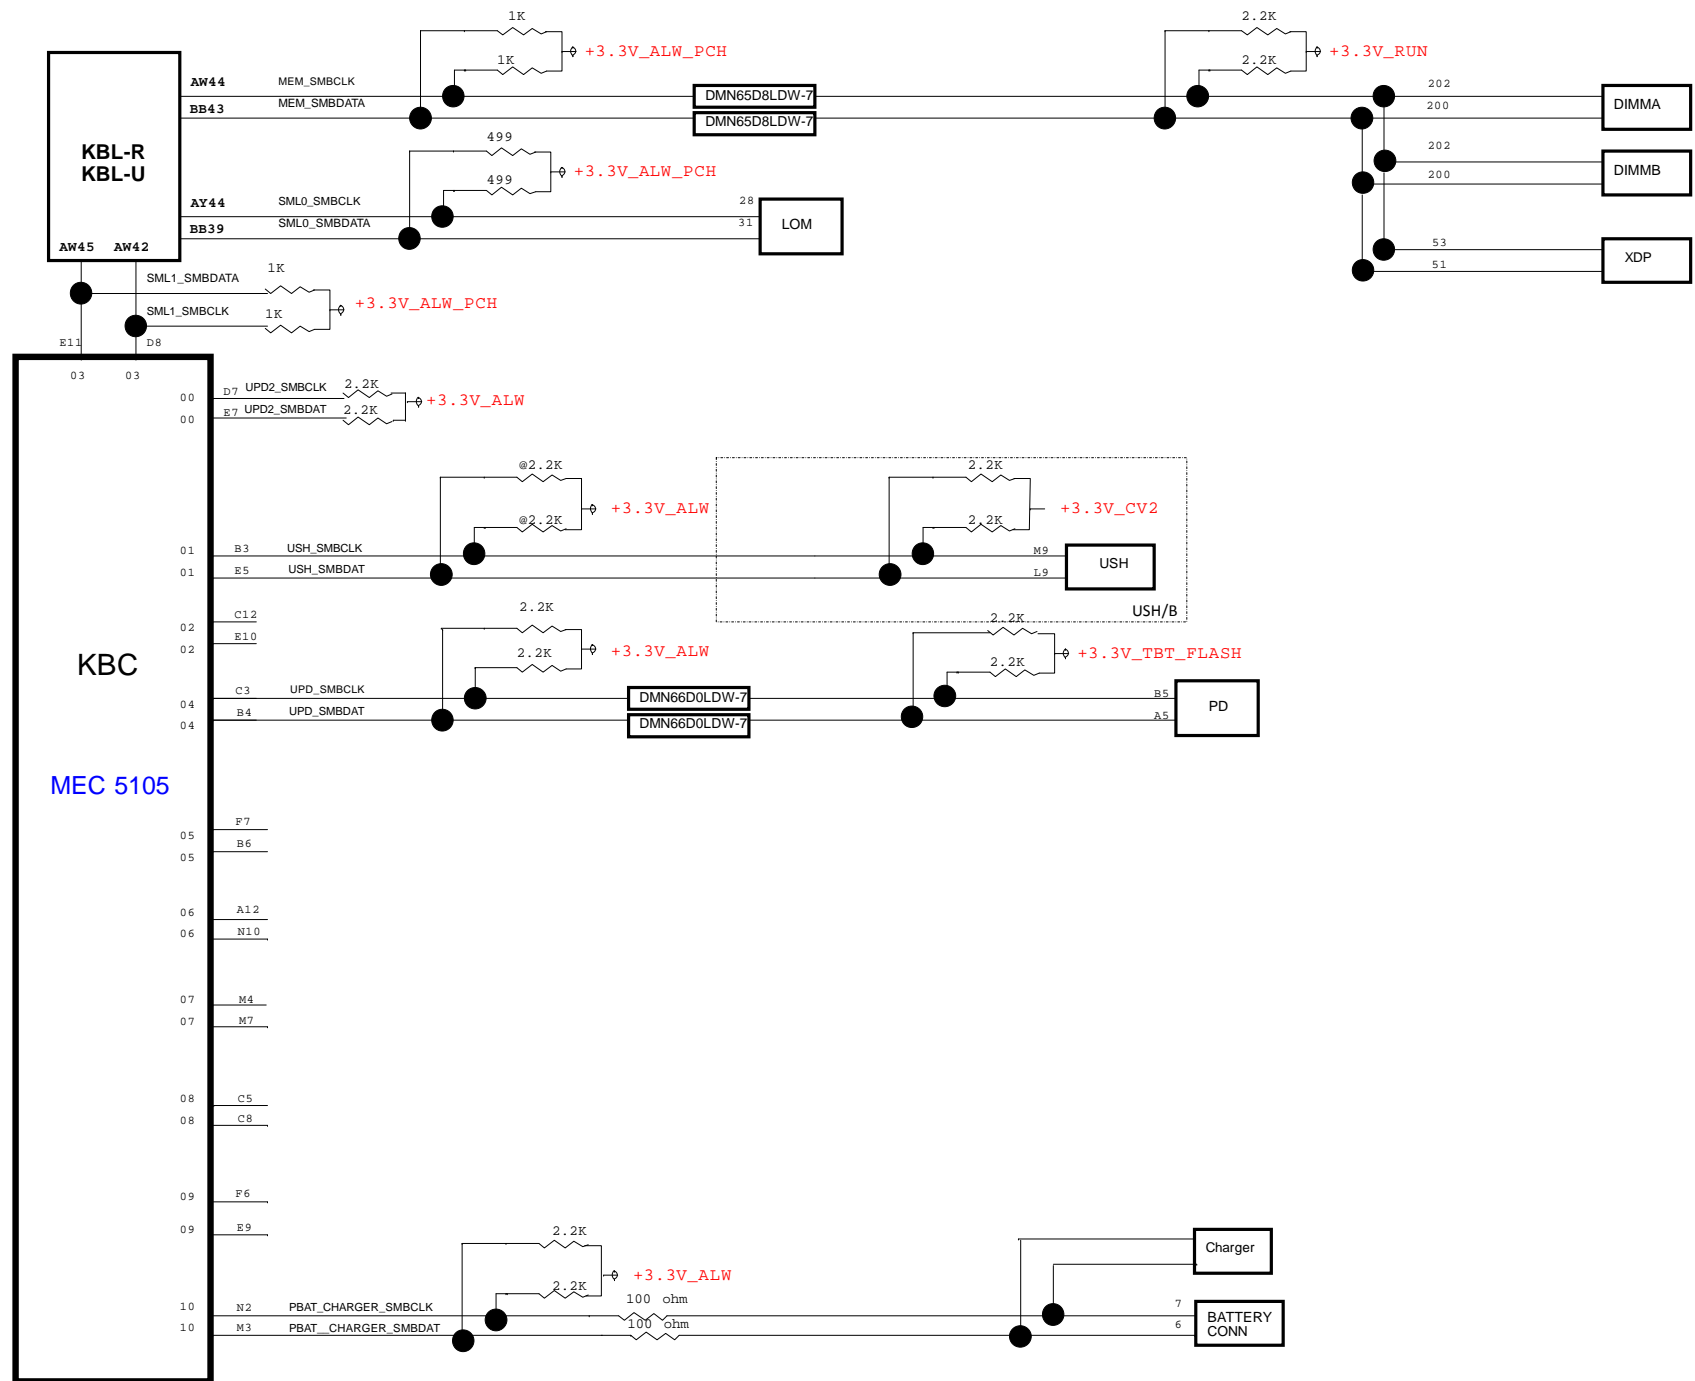 1K
+3.3V_ALW_PCH
1K
2.2K
+3.3V_RUN
2.2K
KBL-R
KBL-U
AW44
MEM_SMBCLK
BB43
MEM_SMBDATA
DMN65D8LDW-7
DMN65D8LDW-7
202
200
DIMMA
202
200
DIMMB
53
51
XDP
499
+3.3V_ALW_PCH
499
AY44
SML0_SMBCLK
BB39
SML0_SMBDATA
28
31
LOM
AW45
AW42
SML1_SMBDATA
1K
+3.3V_ALW_PCH
SML1_SMBCLK
1K
E11
D8
03
03
00
D7
UPD2_SMBCLK
2.2K
+3.3V_ALW
00
E7
UPD2_SMBDAT
2.2K
@2.2K
+3.3V_ALW
@2.2K
2.2K
+3.3V_CV2
2.2K
01
B3
USH_SMBCLK
M9
01
E5
USH_SMBDAT
L9
USH
USH/B
C12
02
E10
02
KBC
2.2K
+3.3V_ALW
2.2K
2.2K
+3.3V_TBT_FLASH
2.2K
C3
UPD_SMBCLK
04
B4
UPD_SMBDAT
04
DMN66D0LDW-7
DMN66D0LDW-7
B5
A5
PD
MEC 5105
F7
05
B6
05
A12
06
N10
06
07
M4
07
M7
08
C5
08
C8
09
F6
09
E9
2.2K
+3.3V_ALW
2.2K
Charger
10
N2
PBAT_CHARGER_SMBCLK
100 ohm
7
10
M3
PBAT__CHARGER_SMBDAT
100 ohm
6
BATTERY
CONN